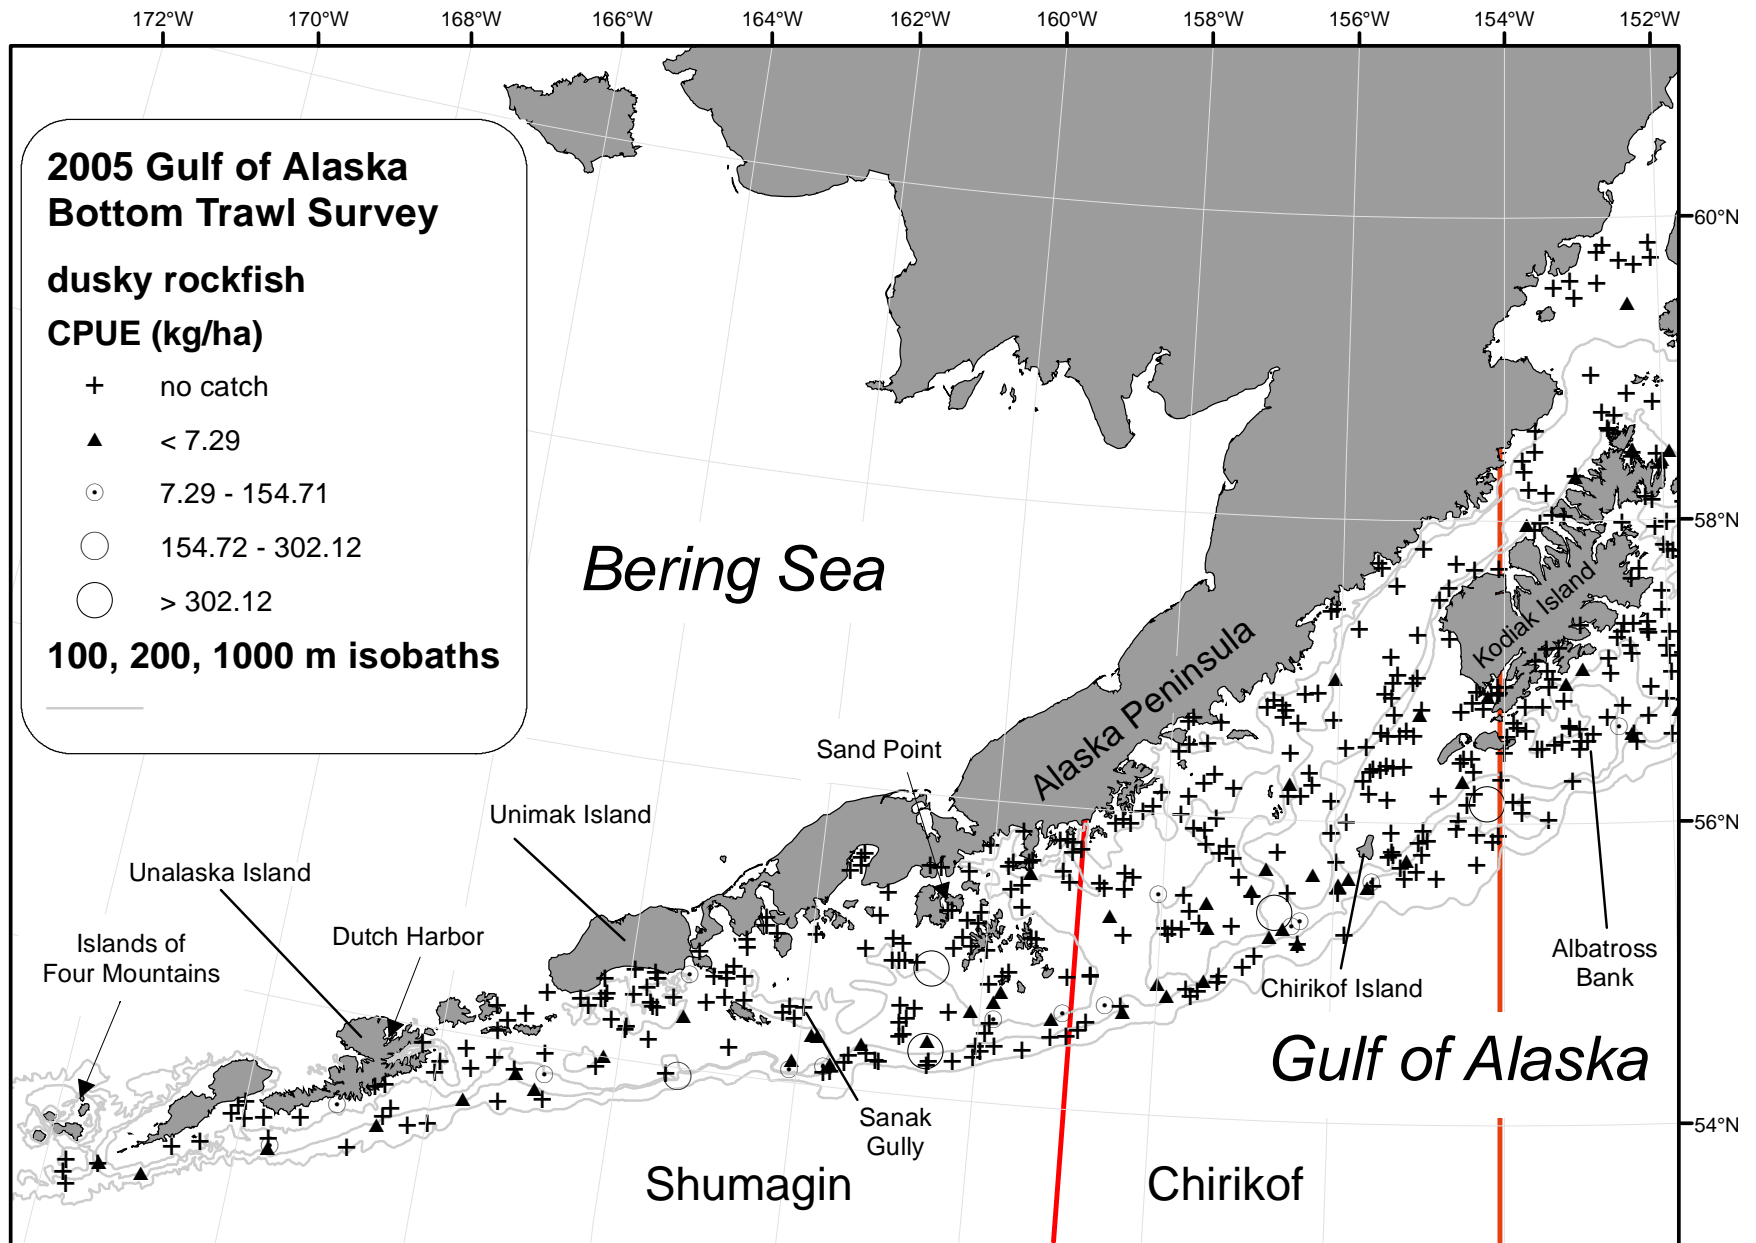 172°W 170°W 168°W 166°W 164°W 162°W 160°W 158°W 156°W 154°W 152°W
2005 Gulf of Alaska
Bottom Trawl Survey
dusky rockfish
CPUE (kg/ha)
no catch
< 7.29
7.29 - 154.71
154.72 - 302.12
> 302.12
100, 200, 1000 m isobaths
60°N
58°N
56°N
54°N
Bering Sea
Alaska Peninsula
Kodiak Island
Sand Point
Unimak Island
Unalaska Island
Dutch Harbor
Islands of
Four Mountains
Albatross
Bank
Chirikof Island
Gulf of Alaska
Sanak
Gully
Shumagin
Chirikof